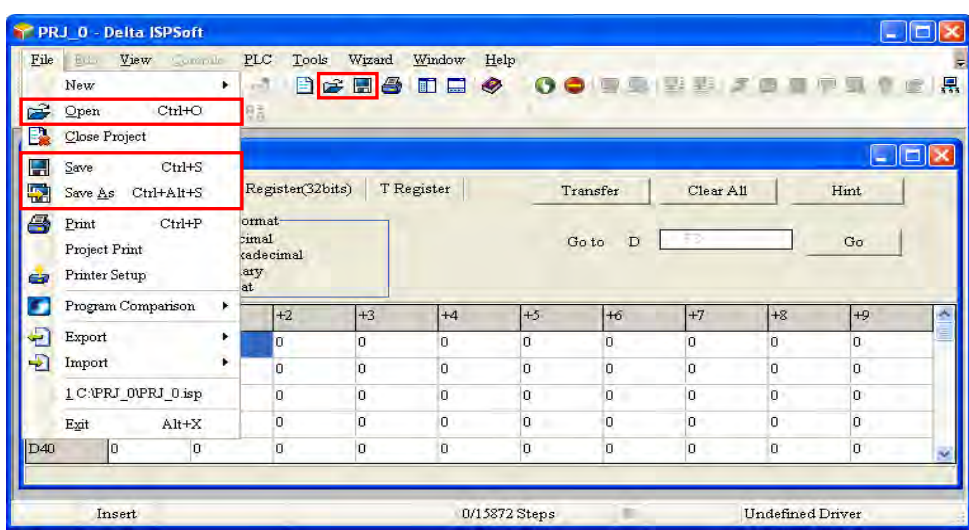 PRJ_0 - Delta ISPSoft
File Edit View Compile PLC Tools Wizard Window Help
New
Open Ctrl+O
Close Project
Save Ctrl+S
Save As Ctrl+Alt+S
Print Ctrl+P
Project Print
Printer Setup
Program Comparison
Export
Import
1 C:\PRJ_0\PRJ_0.isp
Exit Alt+X
Register(32bits) T Register Transfer Clear All Hint
ormat
cimal
xadecimal
ary
at
Go to D Go
+2 +3 +4 +5 +6 +7 +8 +9
0 0 0 0 0 0 0 0
0 0 0 0 0 0 0 0
0 0 0 0 0 0 0 0
0 0 0 0 0 0 0 0
D40 0 0 0 0 0 0 0 0 0 0
Insert 0/15872 Steps Undefined Driver